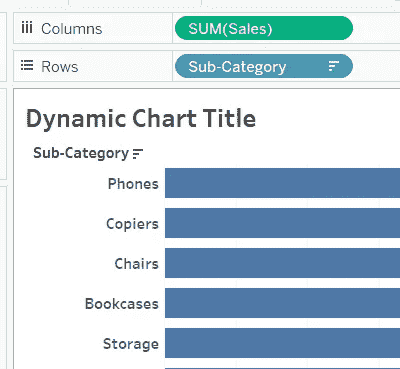 Columns SUM(Sales)
Rows Sub-Category
Dynamic Chart Title
Sub-Category
Phones
Copiers
Chairs
Bookcases
Storage